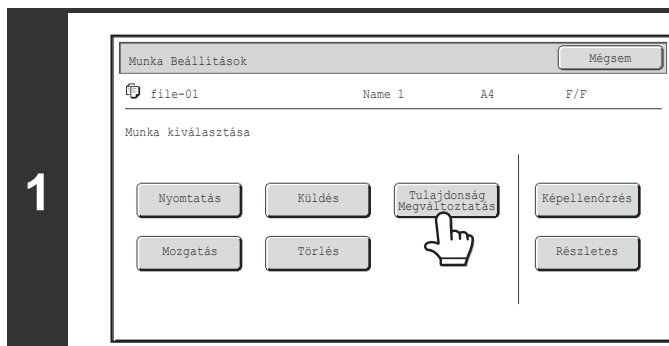 1
Munka Beállítások
Mégsem
file-01 Name 1 A4 F/F
Munka kiválasztása
Nyomtatás Küldés Tulajdonság
Megváltoztatás Képellenőrzés
Mozgatás Törlés Részletes